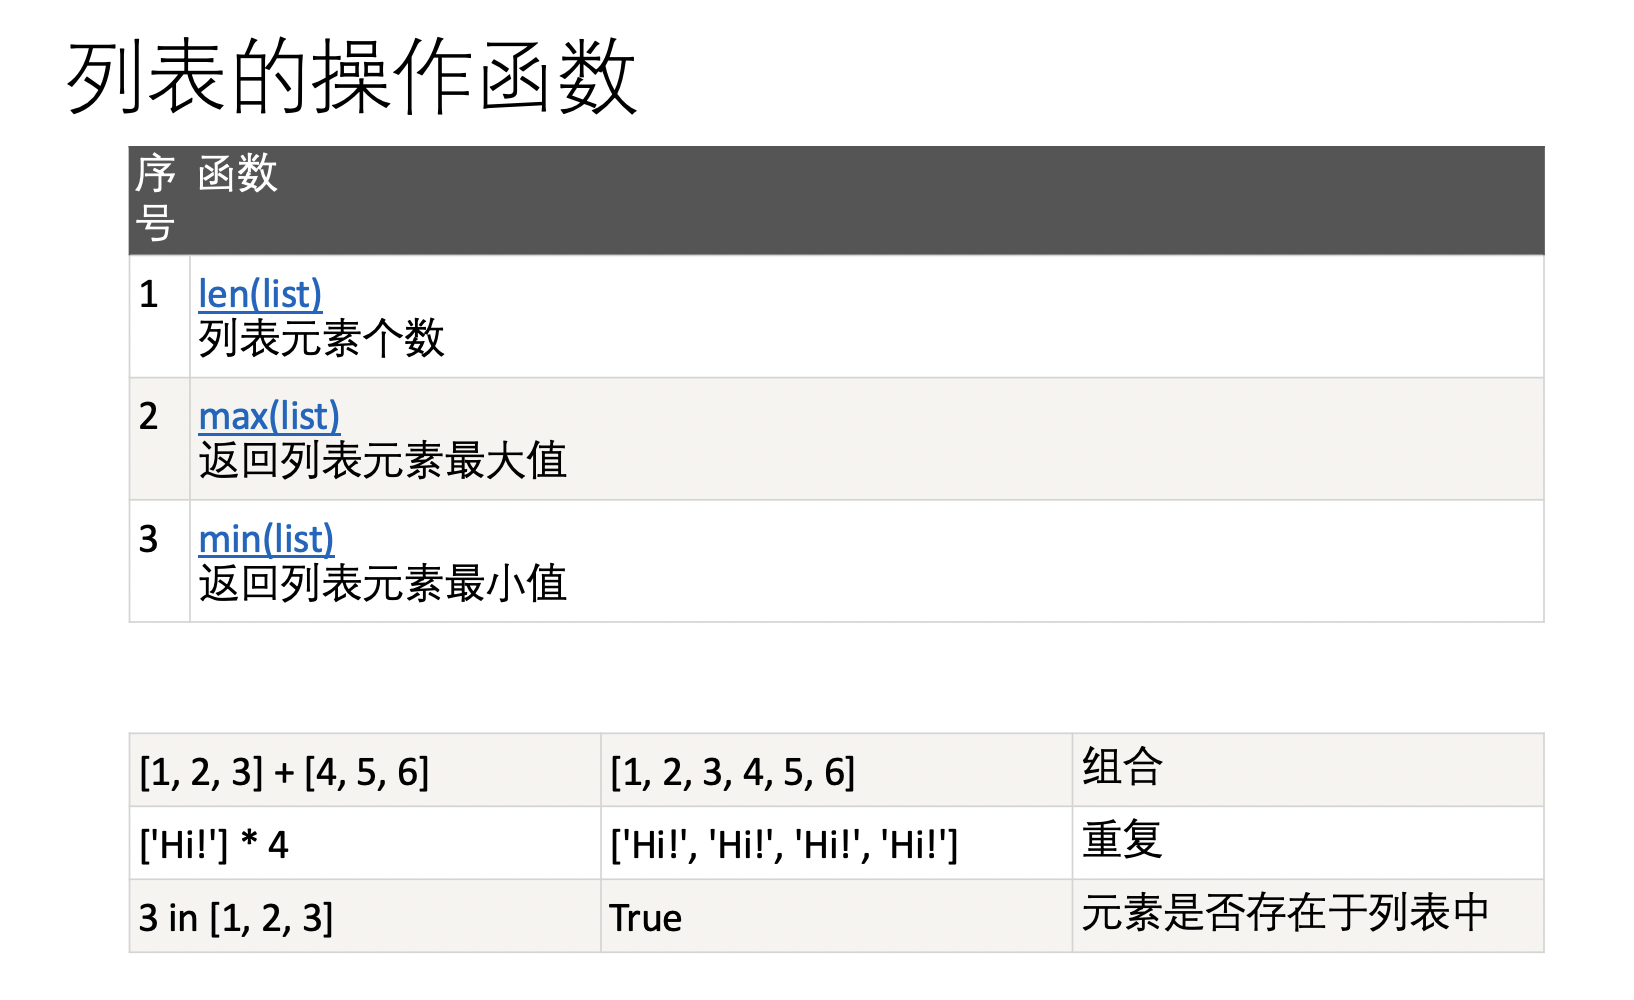 列表的操作函数
序号 函数
1 len(list)
列表元素个数
2 max(list)
返回列表元素最大值
3 min(list)
返回列表元素最小值
[1, 2, 3] + [4, 5, 6] [1, 2, 3, 4, 5, 6] 组合
['Hi!'] * 4 ['Hi!', 'Hi!', 'Hi!', 'Hi!'] 重复
3 in [1, 2, 3] True 元素是否存在于列表中